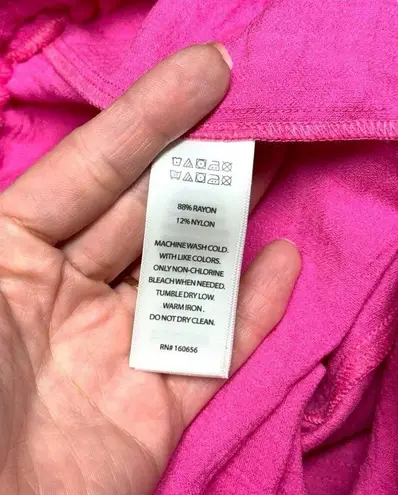 88% RAYON
12% NYLON
MACHINE WASH COLD.
WITH LIKE COLORS.
ONLY NON-CHLORINE
BLEACH WHEN NEEDED.
TUMBLE DRY LOW.
WARM IRON .
DO NOT DRY CLEAN.
RN# 160656